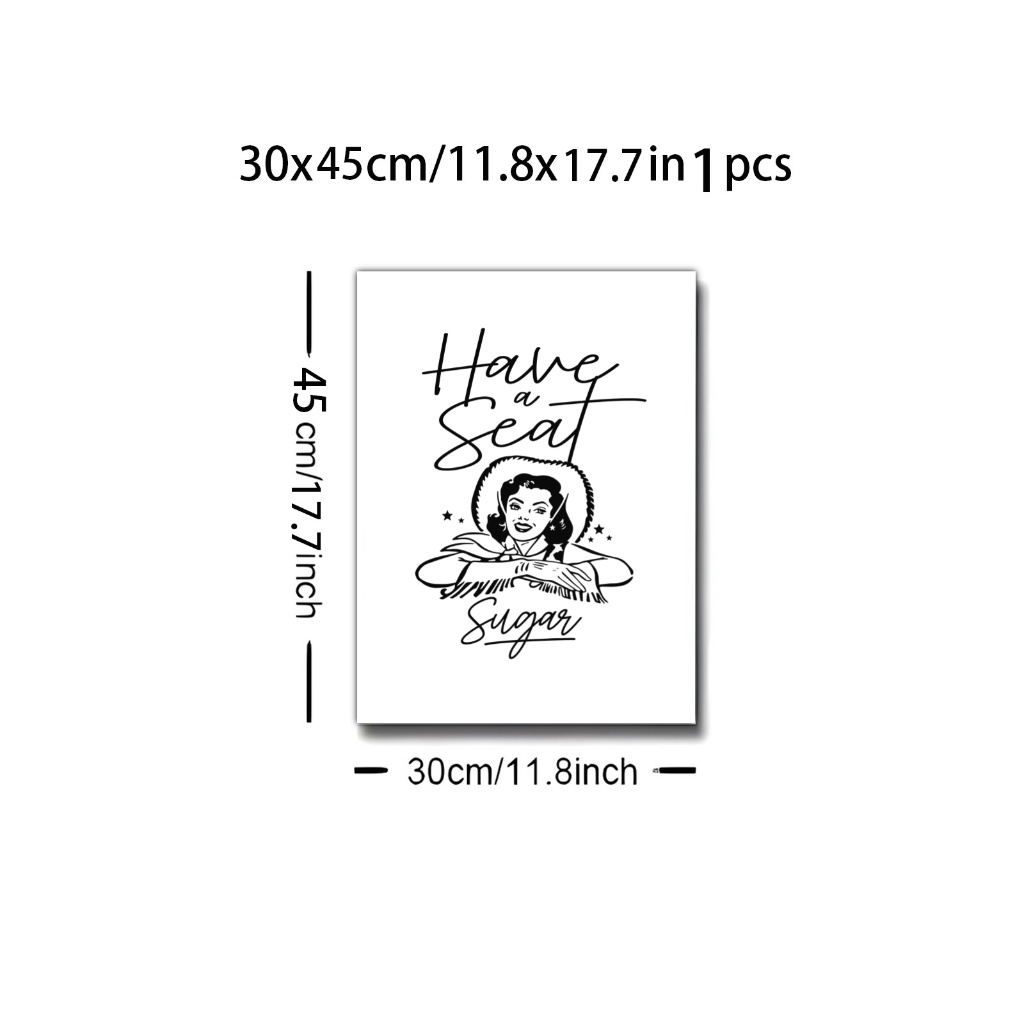 30x45cm/11.8x17.7in 1 pcs
45cm/17.7inch
Have
a
Seat
Sugar
30cm/11.8inch